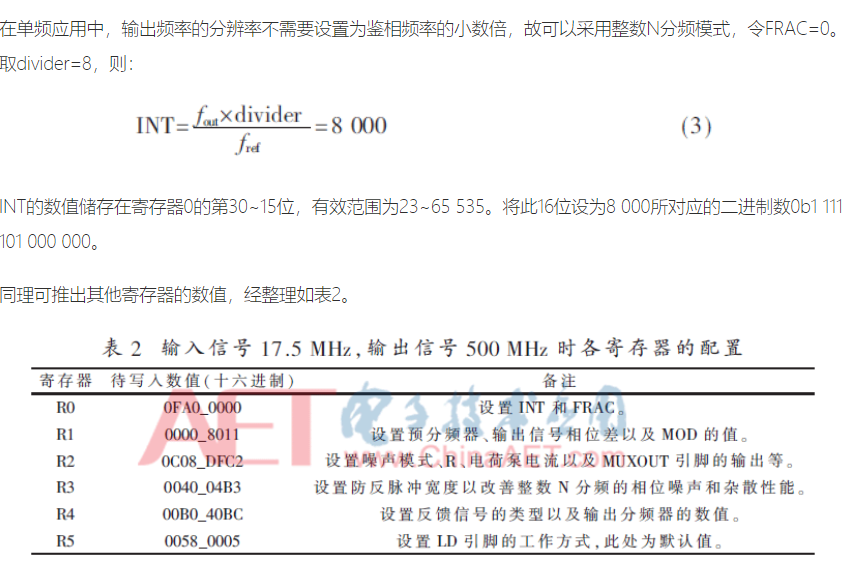 在单频应用中，输出频率的分辨率不需要设置为鉴相频率的小数倍，故可以采用整数N分频模式，令FRAC=0。
取divider=8，则：
INT=fout×divider/fref=8 000 (3)
INT的数值储存在寄存器0的第30~15位，有效范围为23~65 535。将此16位设为8 000所对应的二进制数0b1 111
101 000 000。
同理可推出其他寄存器的数值，经整理如表2。
表 2 输入信号 17.5 MHz,输出信号 500 MHz 时各寄存器的配置
寄存器 待写入数值(十六进制) 备注
R0 0FA0_0000 设置 INT 和 FRAC。
R1 0000_8011 设置预分频器、输出信号相位差以及 MOD 的值。
R2 0C08_DFC2 设置噪声模式、R、电荷泵电流以及 MUXOUT 引脚的输出等。
R3 0040_04B3 设置防反脉冲宽度以改善整数 N 分频的相位噪声和杂散性能。
R4 00B0_40BC 设置反馈信号的类型以及输出分频器的数值。
R5 0058_0005 设置 LD 引脚的工作方式,此处为默认值。
AET 电子技术应用
www.ChinaAET.com